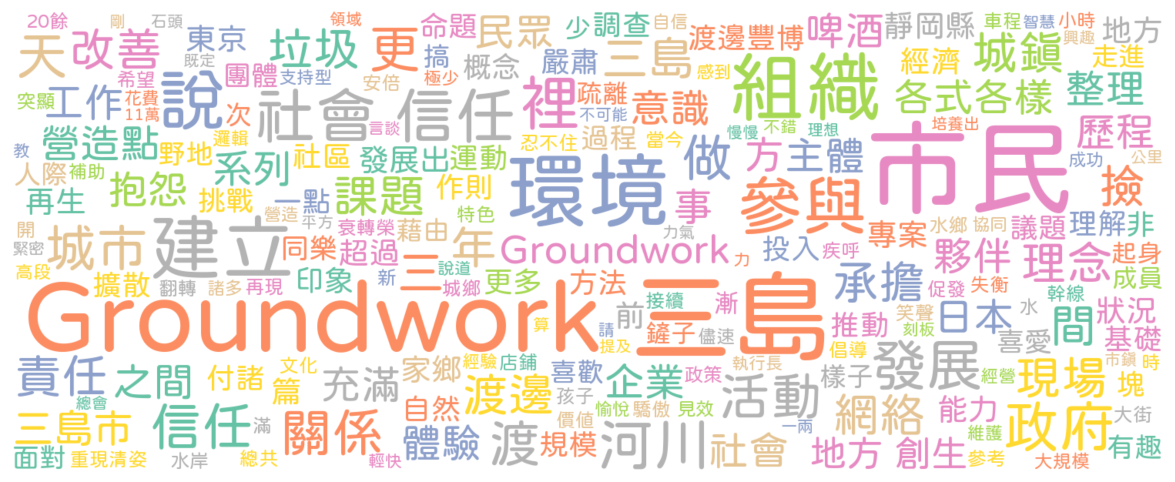 20餘
石頭
剛
領域
天
改善
東京
垃圾
更
命題
民眾
少調查
自信
三島
渡邊豐博
啤酒
靜岡縣
車程
智慧
小時
興趣
地方
希望
既定
團體
支持型
安倍
搞
極少
概念
嚴肅
感到
城鎮
經濟
走進
突顯
工作
花費
11萬
次
說
社會 信任
裡
疏離
意識
不可能
組織
各式各樣
整理
營造點
邏輯
言談
忍不住
過程
當今
慢慢
不錯
理想
培養出
歷程
教
人際
補助
野地
系列
社區
發展出
運動
環境
做
方
主體
市民
成功
公里
再生
抱怨
挑戰
一點
課題
作則
事
參與
撿
開
營造
平方
衰轉榮
特色
力氣
水鄉
協同
議題
理解
非
緊密
城市
建立
同樂
藉由
年
Groundwork
投入
疾呼
專案
夥伴
理念
起身
高段
擴散
翻轉
諸多
再現
超過
印象
三
新
說道
城鄉
更多
方法
力
承擔
促發
失衡
成員
Groundwork 三島
算
接續
請
提及
前
漸
鏟子
儘速
笑聲
刻板
推動
日本
間
水
幹線
狀況
基礎
責任
之間
付諸
文化
篇
充滿
家鄉
經驗
店鋪
喜歡
企業
政策
執行長
倡導
樣子
發展
喜愛
經營
現場
市鎮
時
塊
總會
三島市
信任
滿
關係
自然
渡邊
孩子
價值
愉悅
驕傲
見效
活動
一兩
網絡
能力
維護
政府
大街
面對
重現清姿
水岸
總共
輕快
體驗
渡
規模
河川
社會
地方 創生
參考
大規模
有趣